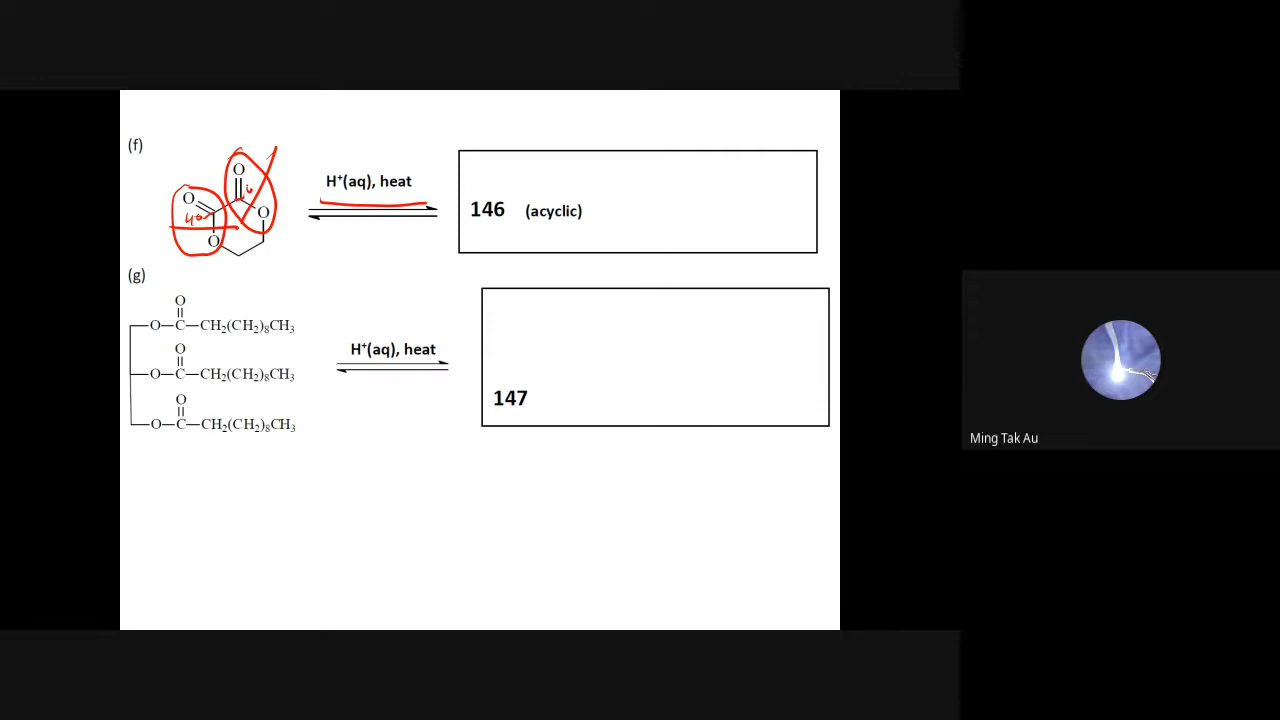 (f)
O
O
O
O
H⁺(aq), heat
146 (acyclic)
(g)
O
O—C—CH₂(CH₂)₈CH₃
O
O—C—CH₂(CH₂)₈CH₃
O
O—C—CH₂(CH₂)₈CH₃
H⁺(aq), heat
147
Ming Tak Au